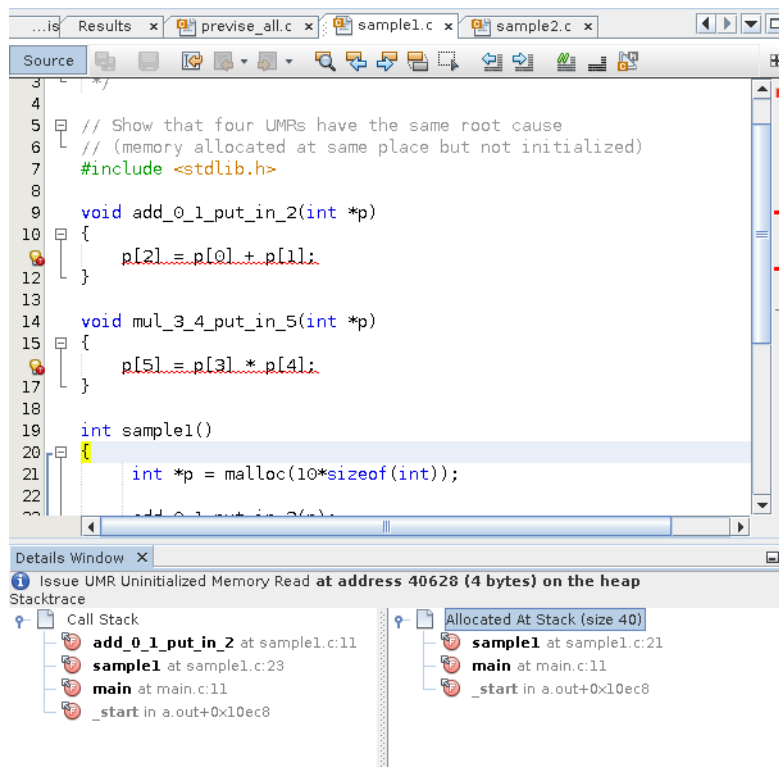 ...is Results x previse_all.c x sample1.c x sample2.c x
Source
3 */
4
5 // Show that four UMRs have the same root cause
6 // (memory allocated at same place but not initialized)
7 #include <stdlib.h>
8
9 void add_0_1_put_in_2(int *p)
10 {
p[2] = p[0] + p[1];
12 }
13
14 void mul_3_4_put_in_5(int *p)
15 {
p[5] = p[3] * p[4];
17 }
18
19 int sample1()
20 {
21 int *p = malloc(10*sizeof(int));
22
23 add_0_1_put_in_2(p);
Details Window x
Issue UMR Uninitialized Memory Read at address 40628 (4 bytes) on the heap
Stacktrace
Call Stack
add_0_1_put_in_2 at sample1.c:11
sample1 at sample1.c:23
main at main.c:11
_start in a.out+0x10ec8
Allocated At Stack (size 40)
sample1 at sample1.c:21
main at main.c:11
_start in a.out+0x10ec8